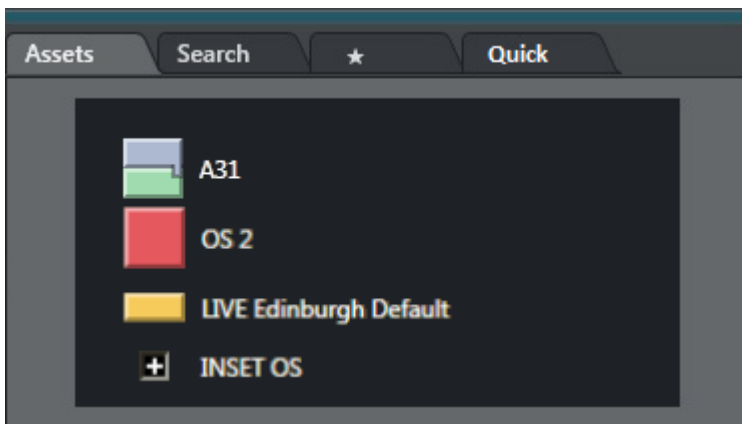 Assets Search ★ Quick
A31
OS 2
LIVE Edinburgh Default
INSET OS